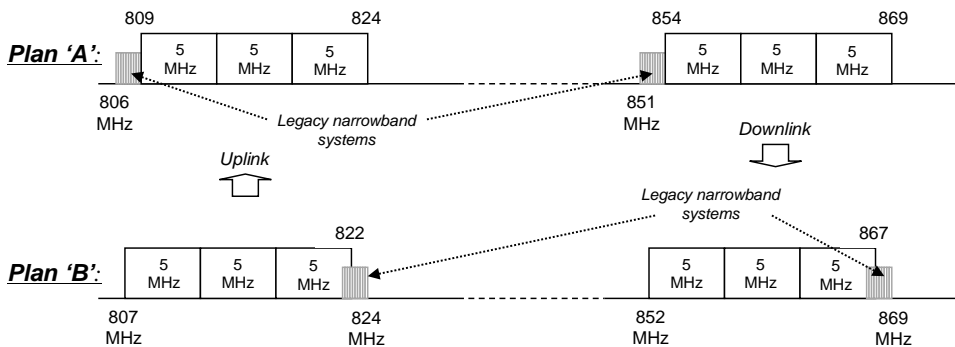 809 824 854 869
Plan 'A':
5 MHz 5 MHz 5 MHz 5 MHz 5 MHz 5 MHz
806 MHz
851 MHz
Legacy narrowband systems
Downlink
Uplink
Legacy narrowband systems
822 867
Plan 'B':
5 MHz 5 MHz 5 MHz 5 MHz 5 MHz 5 MHz
807 MHz
824 MHz
852 MHz
869 MHz